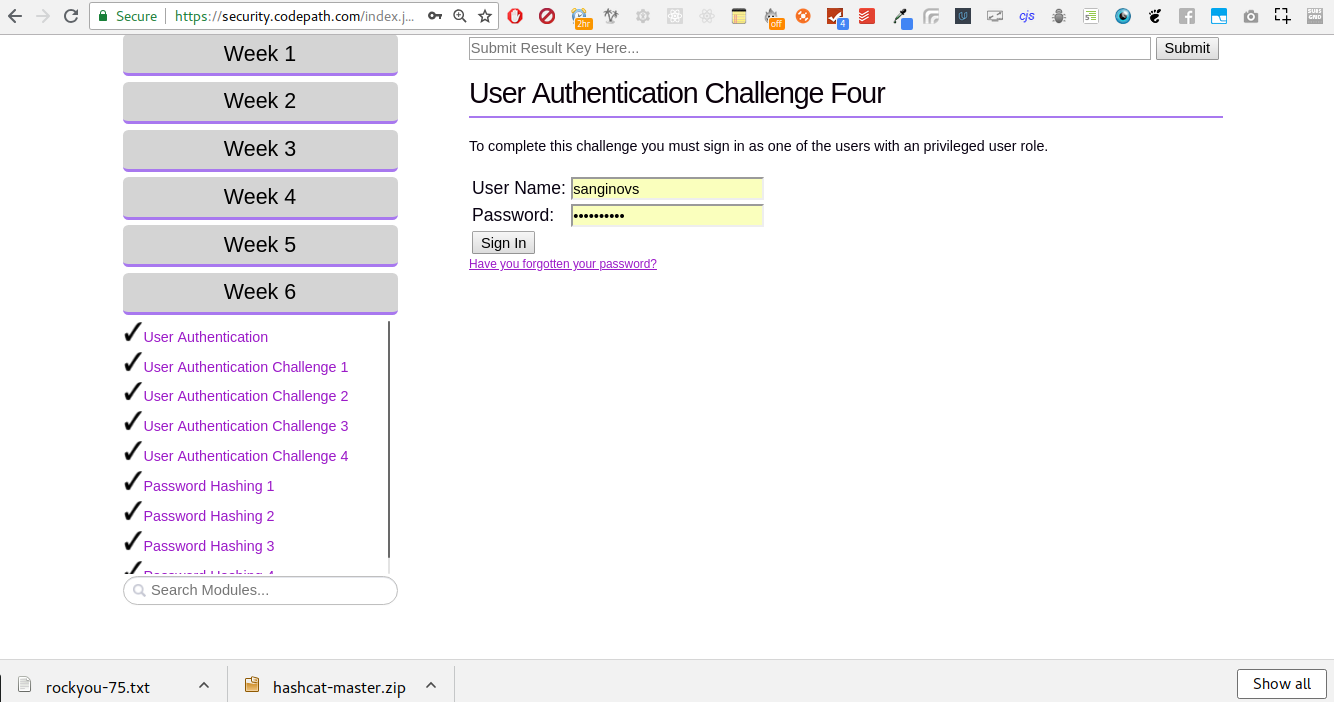 Secure https://security.codepath.com/index.j...
2hr
off
4
cjs
Week 1
Week 2
Week 3
Week 4
Week 5
Week 6
User Authentication
User Authentication Challenge 1
User Authentication Challenge 2
User Authentication Challenge 3
User Authentication Challenge 4
Password Hashing 1
Password Hashing 2
Password Hashing 3
Password Hashing 4
Search Modules...
Submit Result Key Here...
Submit
User Authentication Challenge Four
To complete this challenge you must sign in as one of the users with an privileged user role.
User Name: sanginovs
Password: ••••••••••
Sign In
Have you forgotten your password?
rockyou-75.txt
hashcat-master.zip
Show all